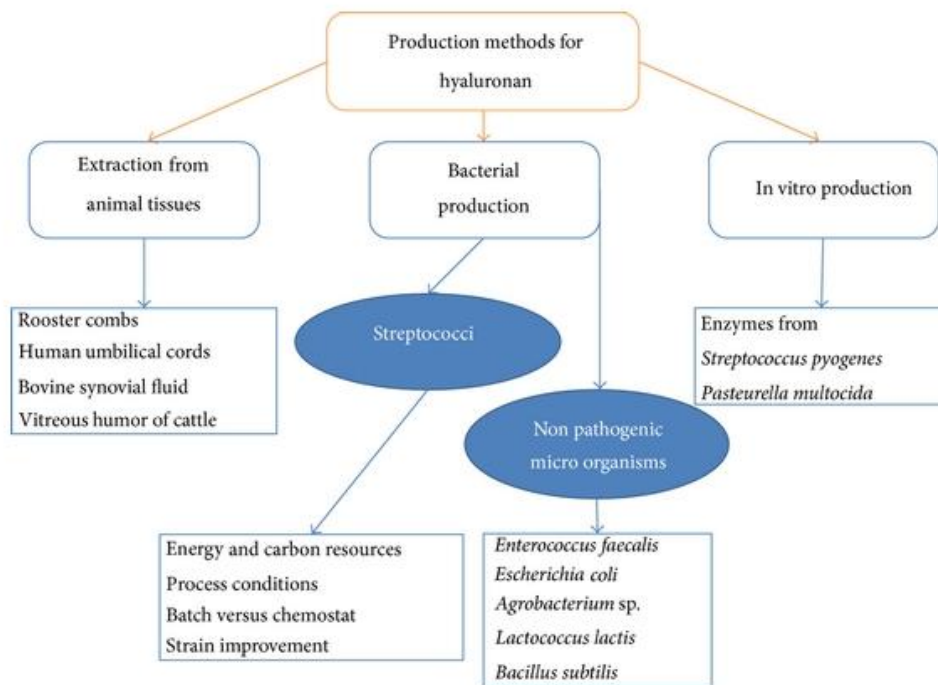 Production methods for
hyaluronan
Extraction from
animal tissues
Bacterial
production
In vitro production
Rooster combs
Human umbilical cords
Bovine synovial fluid
Vitreous humor of cattle
Streptococci
Enzymes from
Streptococcus pyogenes
Pasteurella multocida
Non pathogenic
micro organisms
Energy and carbon resources
Process conditions
Batch versus chemostat
Strain improvement
Enterococcus faecalis
Escherichia coli
Agrobacterium sp.
Lactococcus lactis
Bacillus subtilis